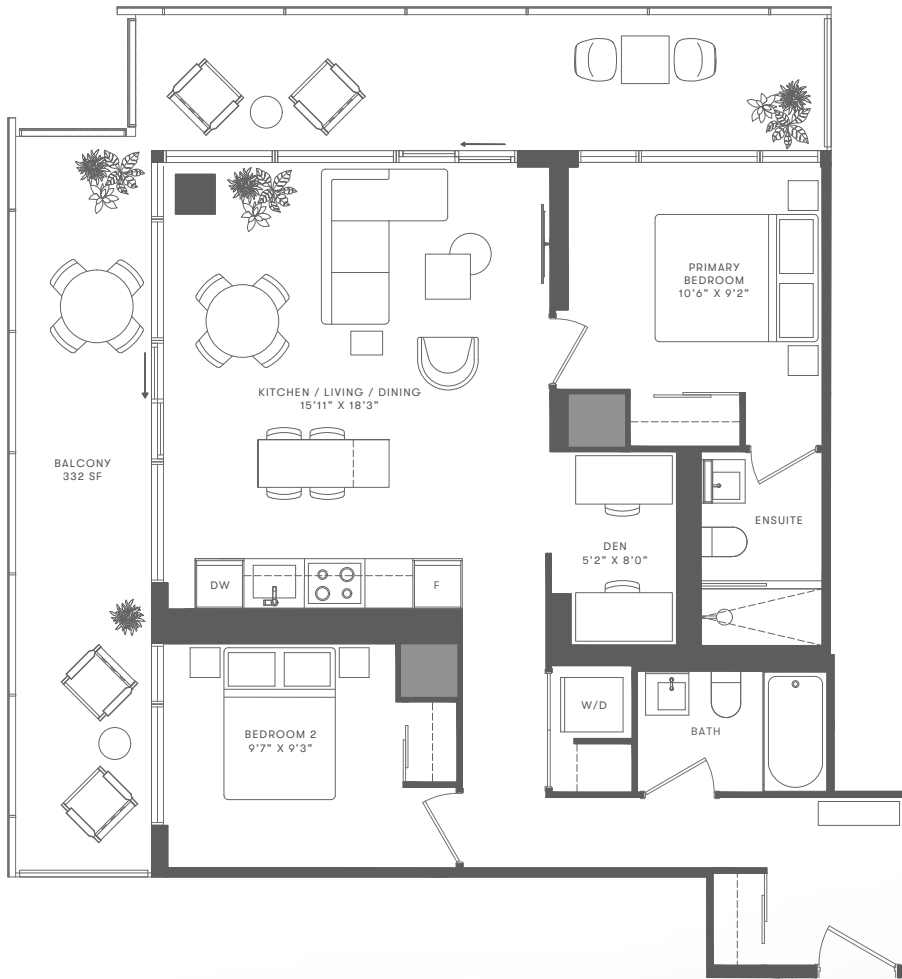 PRIMARY
BEDROOM
10'6" X 9'2"
KITCHEN / LIVING / DINING
15'11" X 18'3"
BALCONY
332 SF
ENSUITE
DEN
5'2" X 8'0"
DW
F
W/D
BATH
BEDROOM 2
9'7" X 9'3"